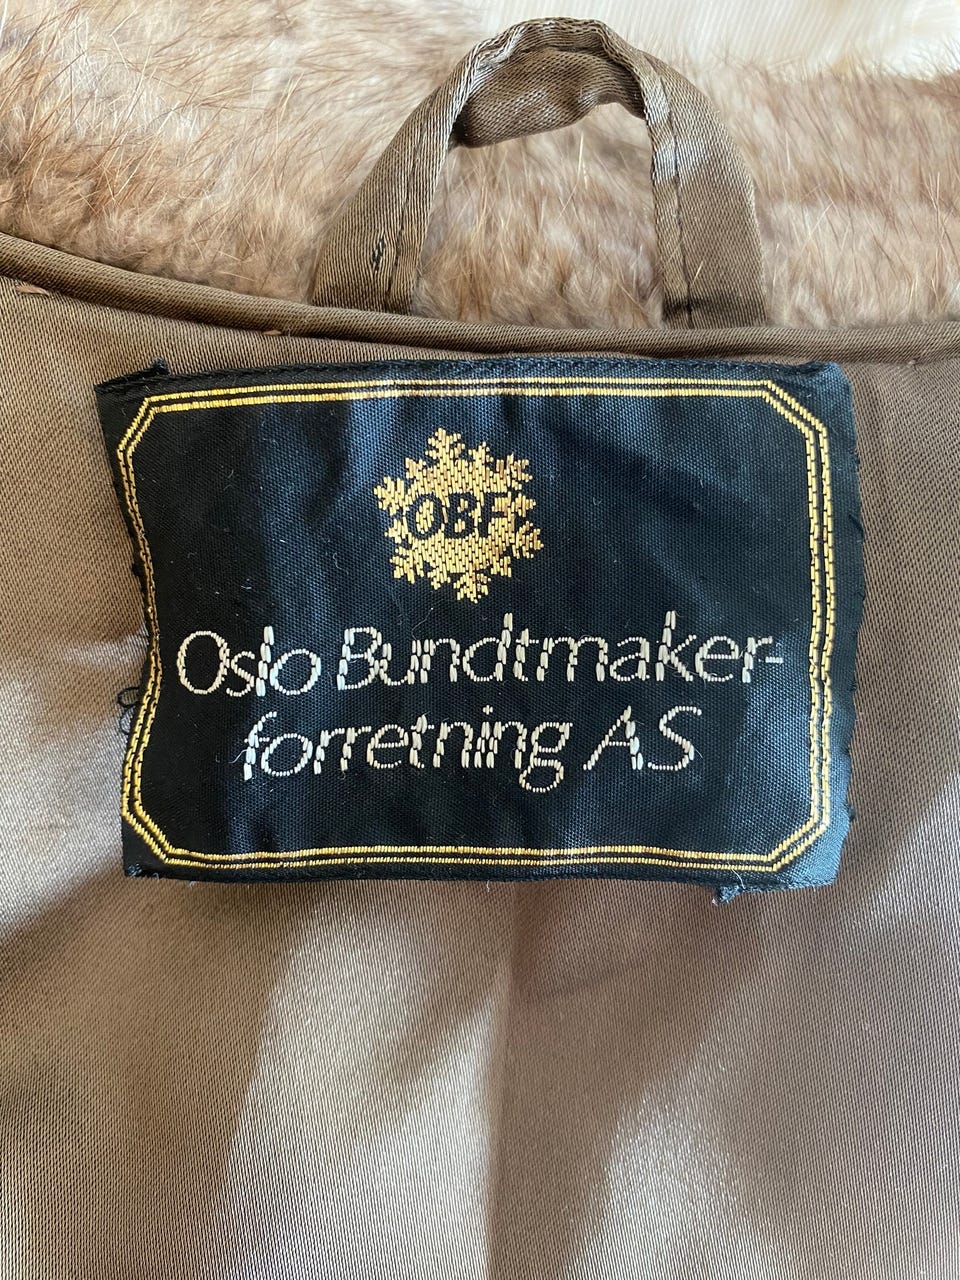 OBF
Oslo Bundtmaker-
forretning AS